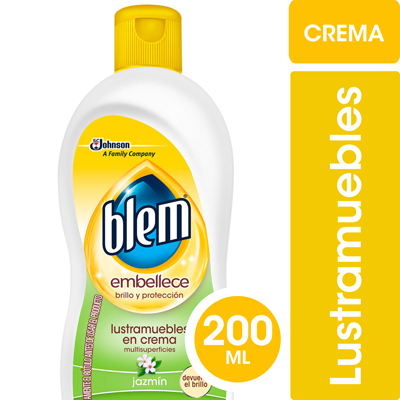 CREMA
Lustramuebles
SC Johnson
A Family Company
blem
embellece
brillo y protección
lustramuebles
en crema
multisuperficies
jazmín
devuelve
el brillo
200
ML